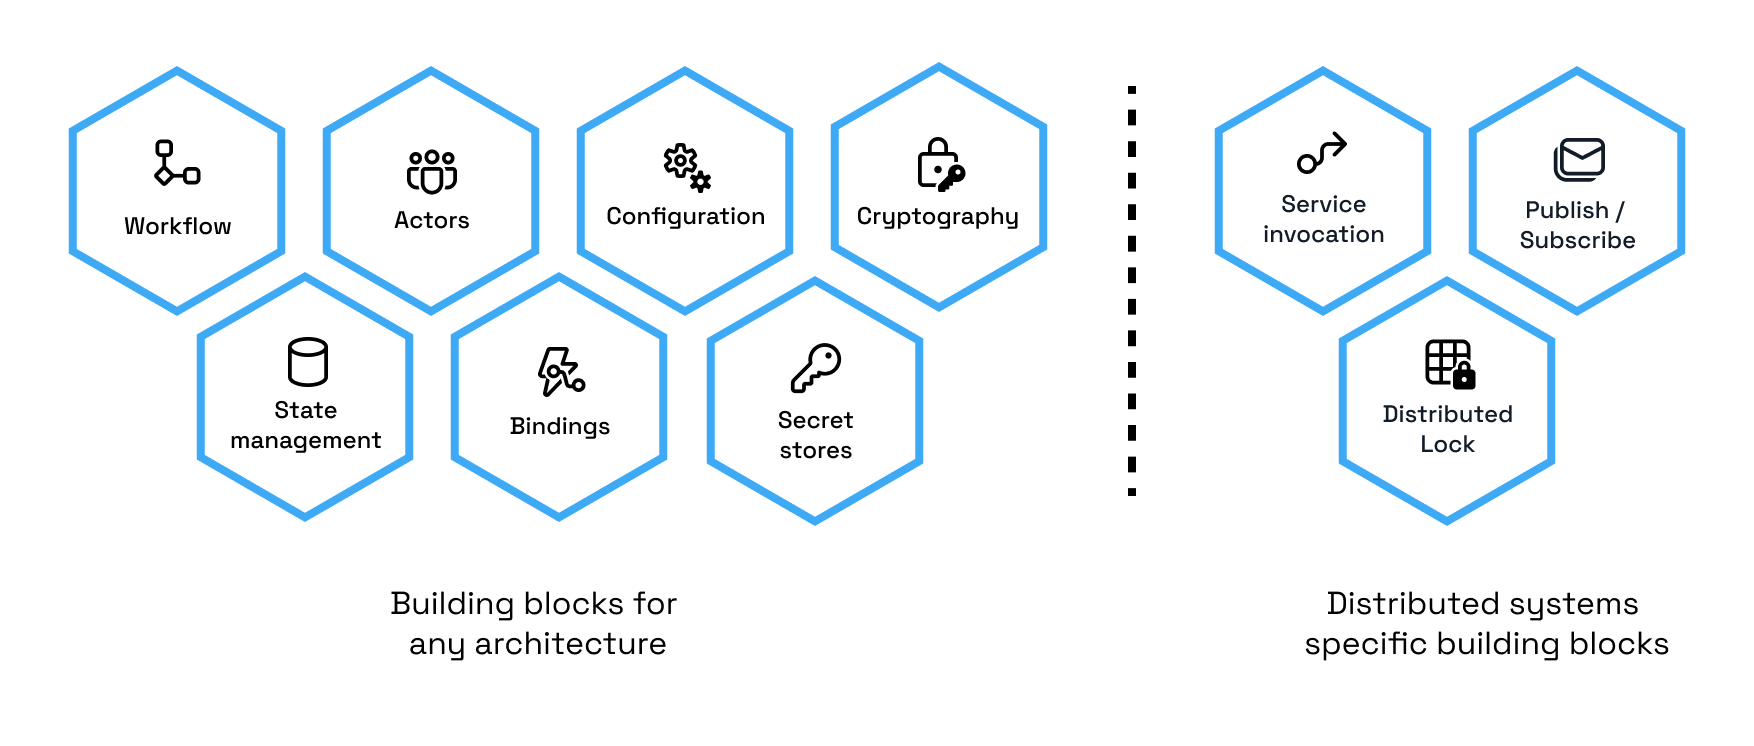 Workflow
Actors
Configuration
Cryptography
State
management
Bindings
Secret
stores
Building blocks for
any architecture
Service
invocation
Publish /
Subscribe
Distributed
Lock
Distributed systems
specific building blocks